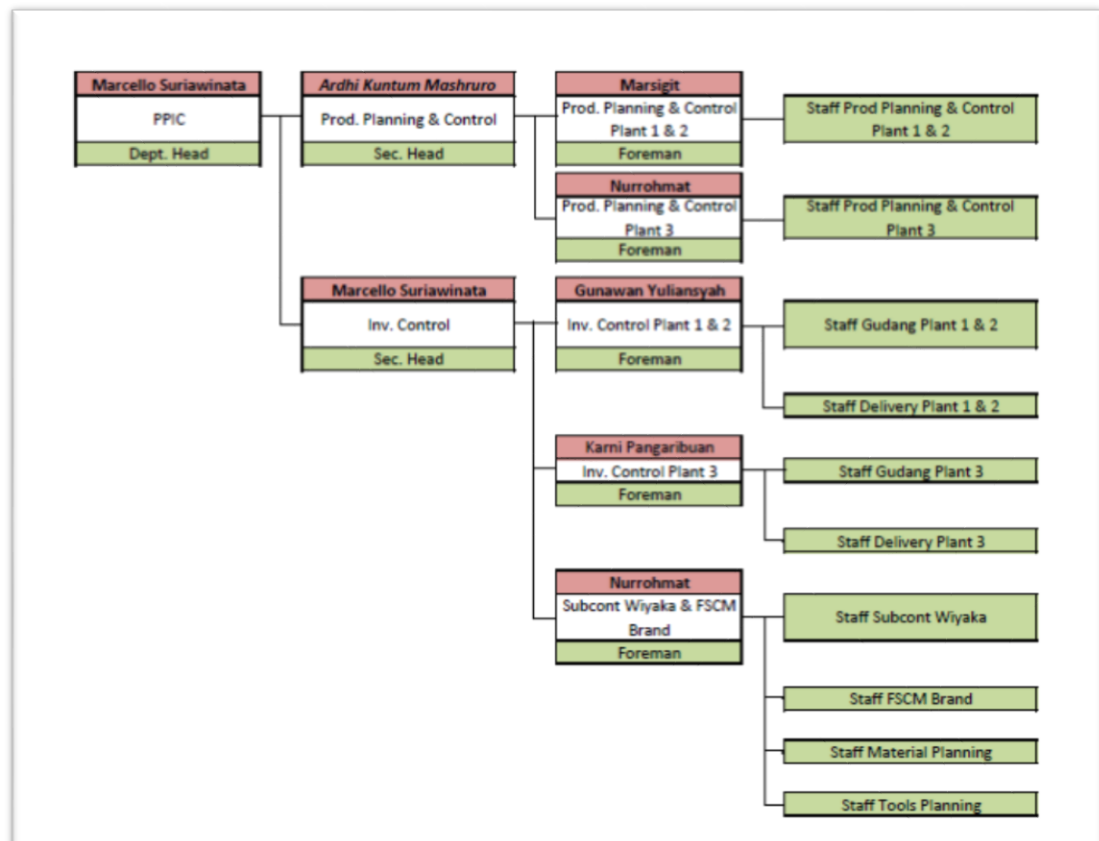 Marcello Suriawinata
PPIC
Dept. Head
Ardhi Kuntum Mashruro
Prod. Planning & Control
Sec. Head
Marsigit
Prod. Planning & Control
Plant 1 & 2
Foreman
Staff Prod Planning & Control
Plant 1 & 2
Nurrohmat
Prod. Planning & Control
Plant 3
Foreman
Staff Prod Planning & Control
Plant 3
Marcello Suriawinata
Inv. Control
Sec. Head
Gunawan Yuliansyah
Inv. Control Plant 1 & 2
Foreman
Staff Gudang Plant 1 & 2
Staff Delivery Plant 1 & 2
Karni Pangaribuan
Inv. Control Plant 3
Foreman
Staff Gudang Plant 3
Staff Delivery Plant 3
Nurrohmat
Subcont Wiyaka & FSCM
Brand
Foreman
Staff Subcont Wiyaka
Staff FSCM Brand
Staff Material Planning
Staff Tools Planning